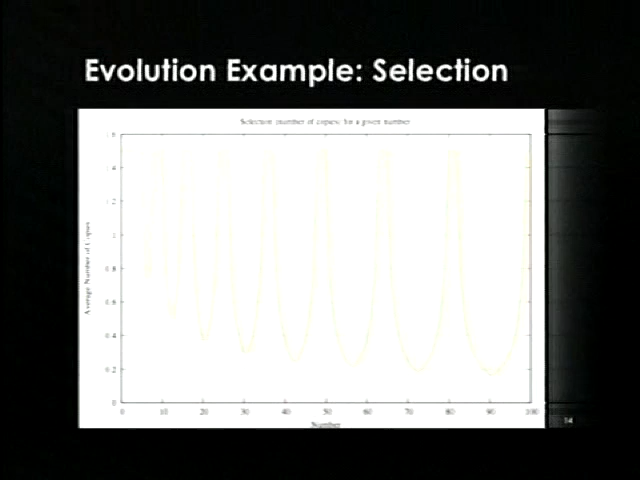 Evolution Example: Selection
Selection (number of copies) for a given number
Average Number of Copies
1.6
1.4
1.2
1
0.8
0.6
0.4
0.2
0
0 10 20 30 40 50 60 70 80 90 100
Number
14